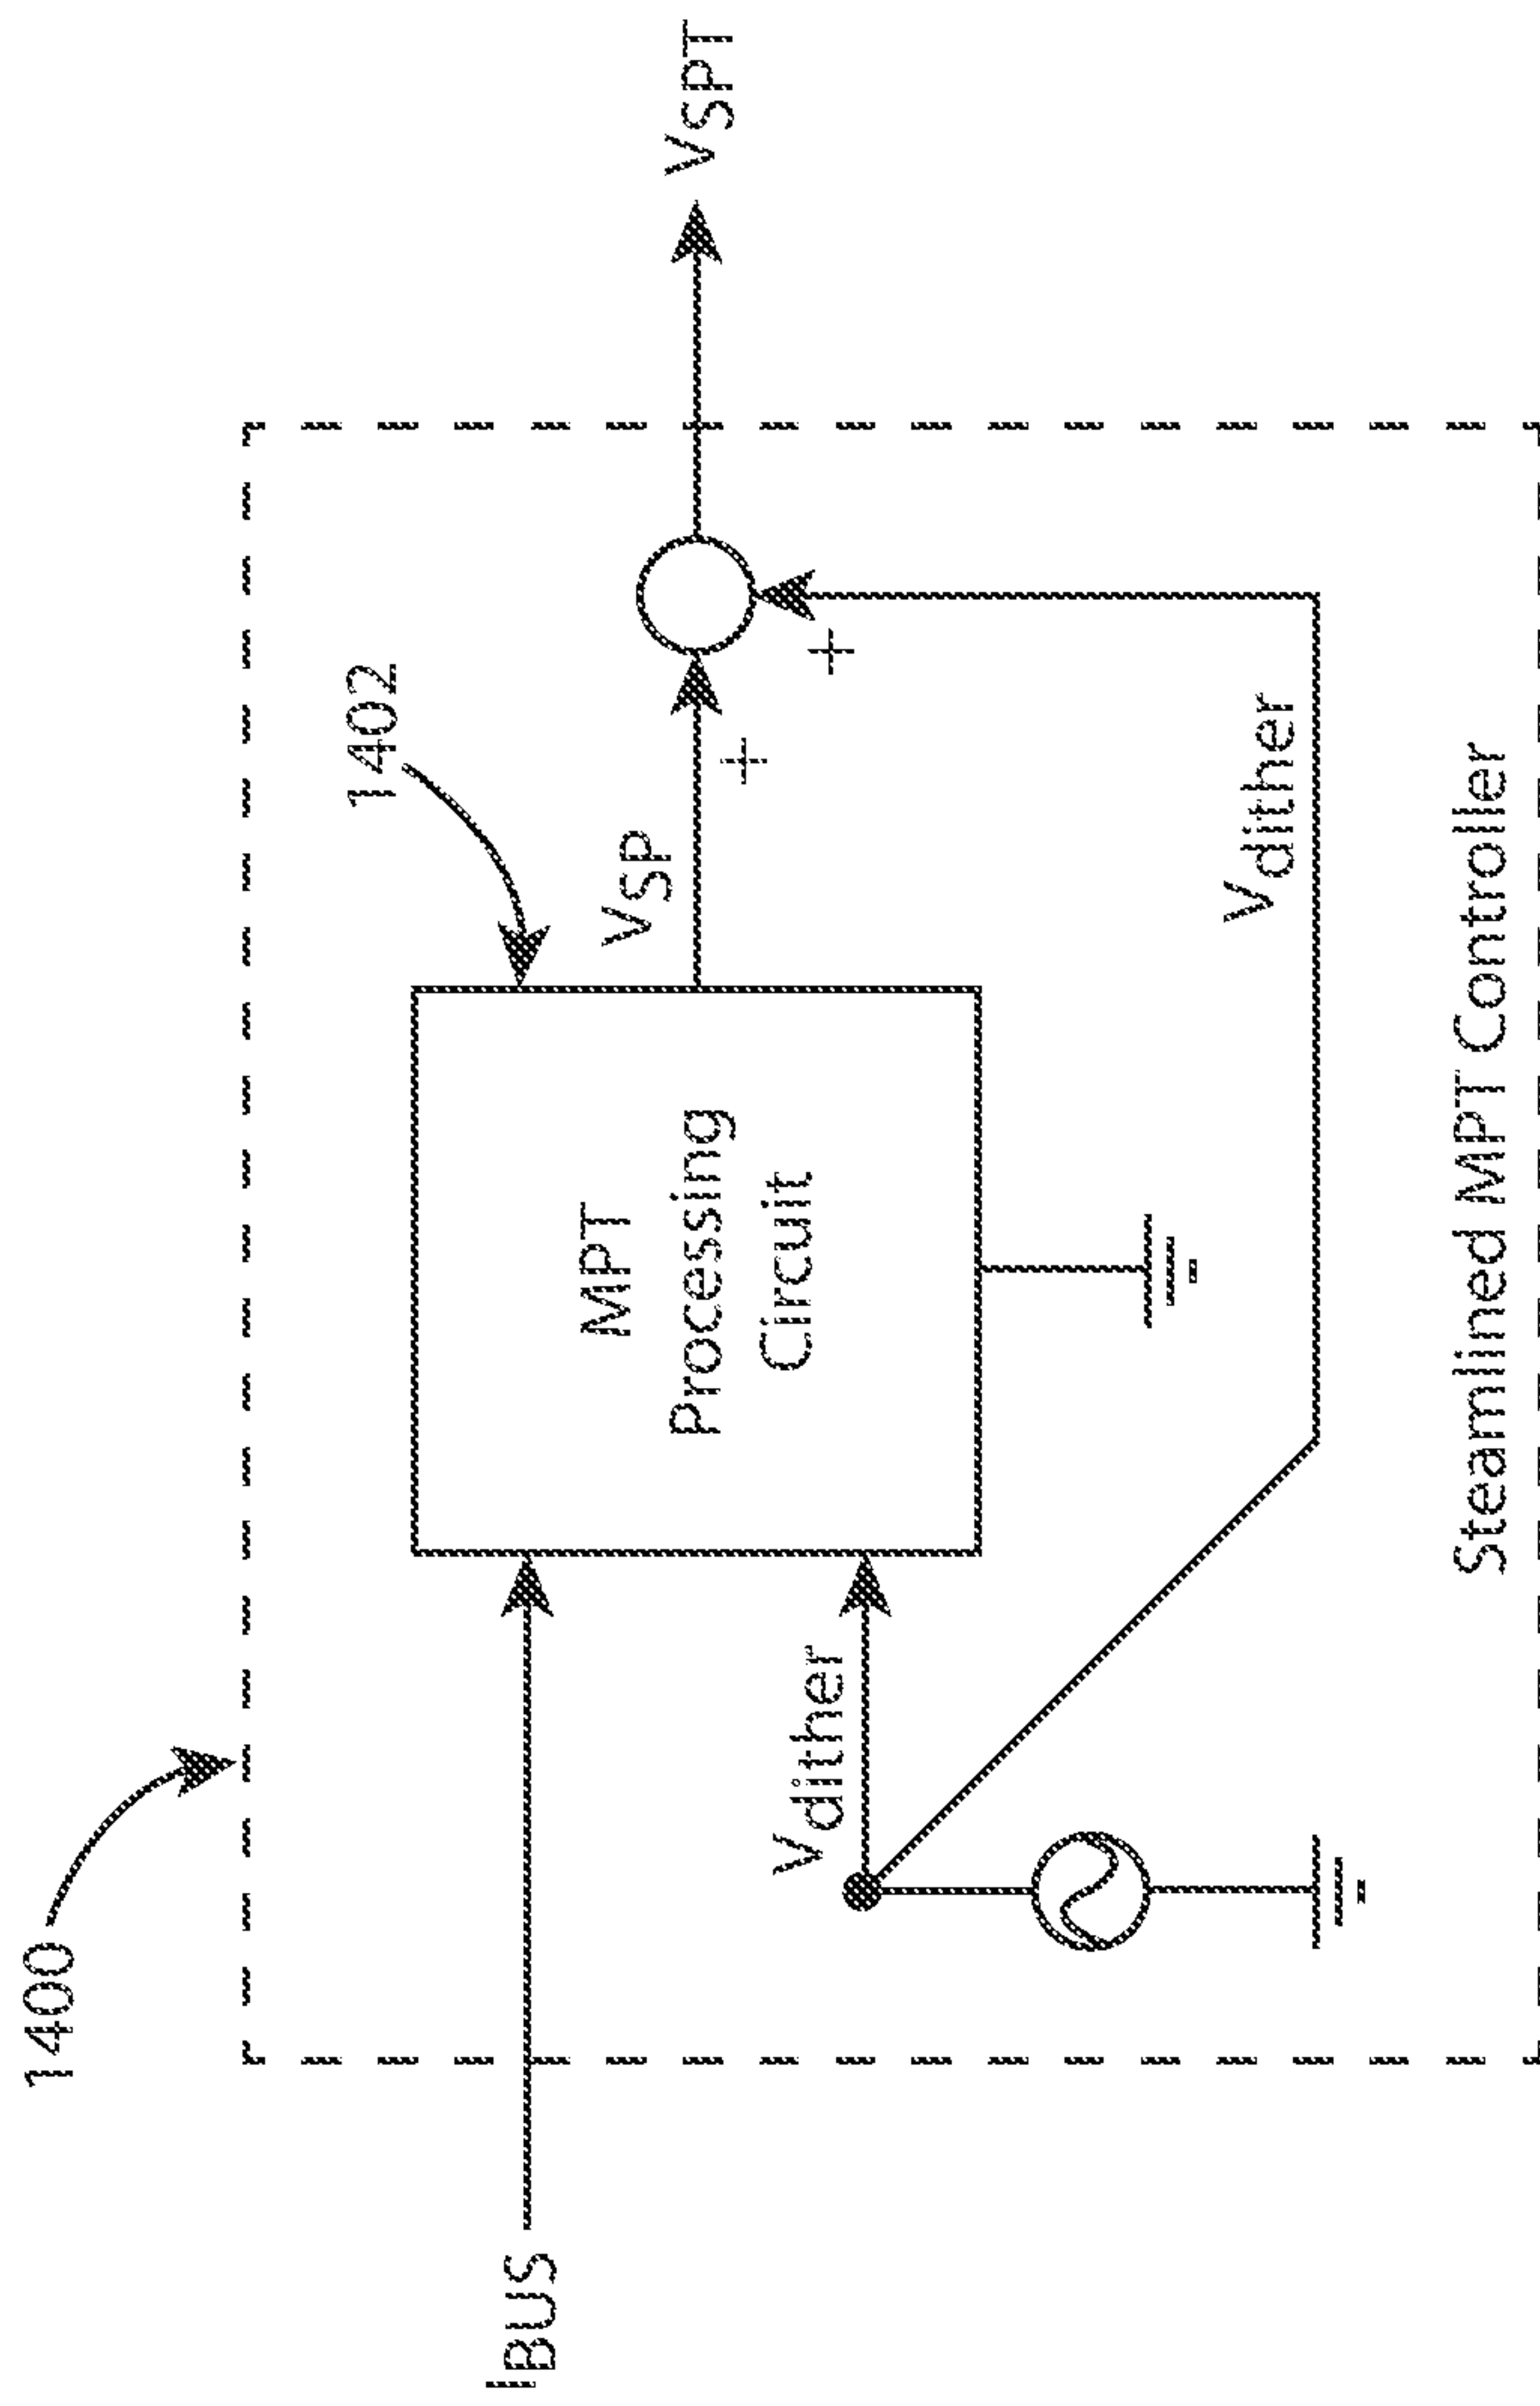 1400
1402
IBUS
MPT
Processing
Circuit
VSP
+
+
VSPT
Vdither
Vdither
Steamlined MPT Controller